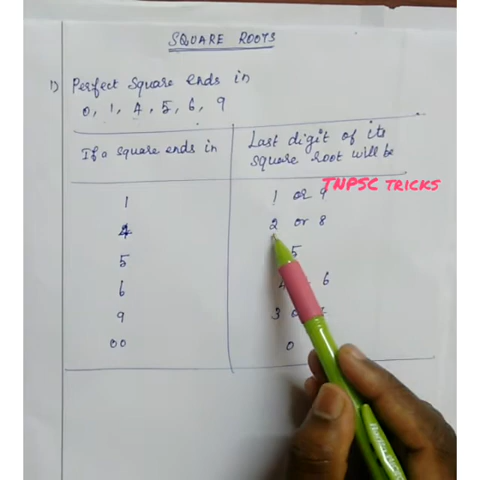 SQUARE ROOTS
1) Perfect Square ends in
0, 1, 4, 5, 6, 9
If a square ends in
Last digit of its
square root will be
TNPSC TRICKS
1 1 or 9
4 2 or 8
5 5
6 4 6
9 3
00 0